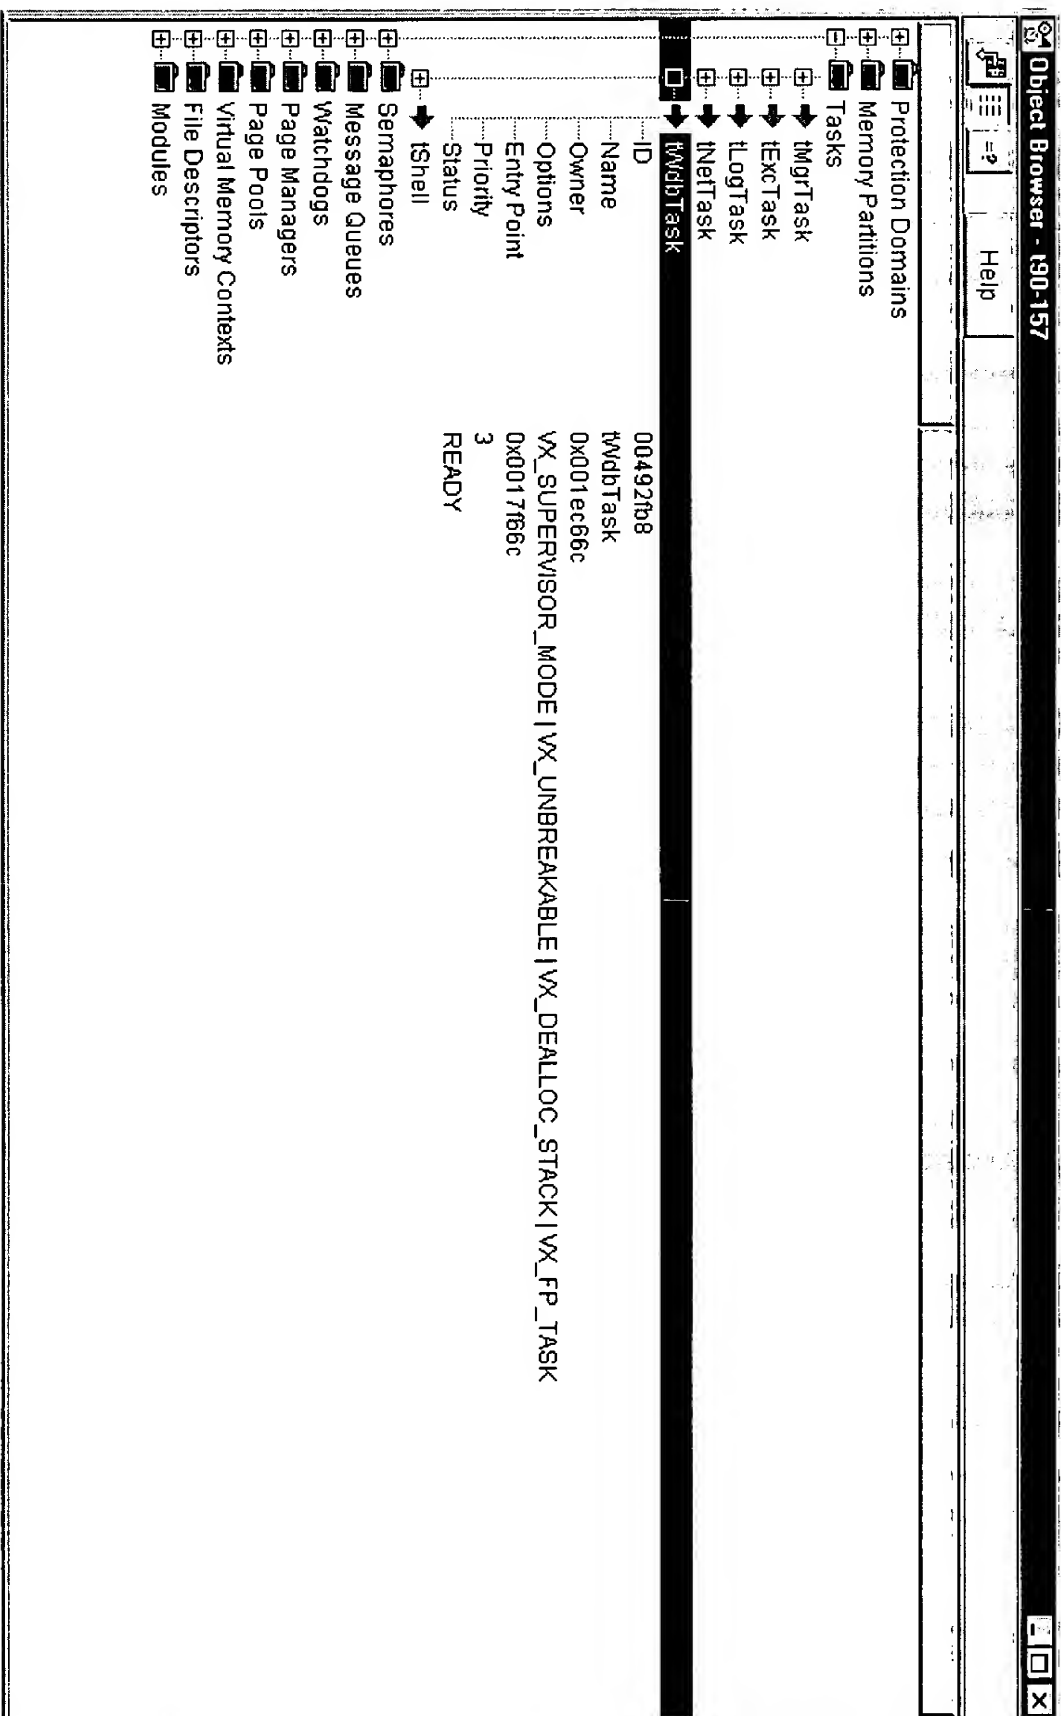 Object Browser - t90-157
=?
Help
Protection Domains
Memory Partitions
Tasks
tMgrTask
tExcTask
tLogTask
tNetTask
tWdbTask
ID 00492fb8
Name tWdbTask
Owner 0x001ec66c
Options VX_SUPERVISOR_MODE | VX_UNBREAKABLE | VX_DEALLOC_STACK | VX_FP_TASK
Entry Point 0x0017f66c
Priority 3
Status READY
tShell
Semaphores
Message Queues
Watchdogs
Page Managers
Page Pools
Virtual Memory Contexts
File Descriptors
Modules